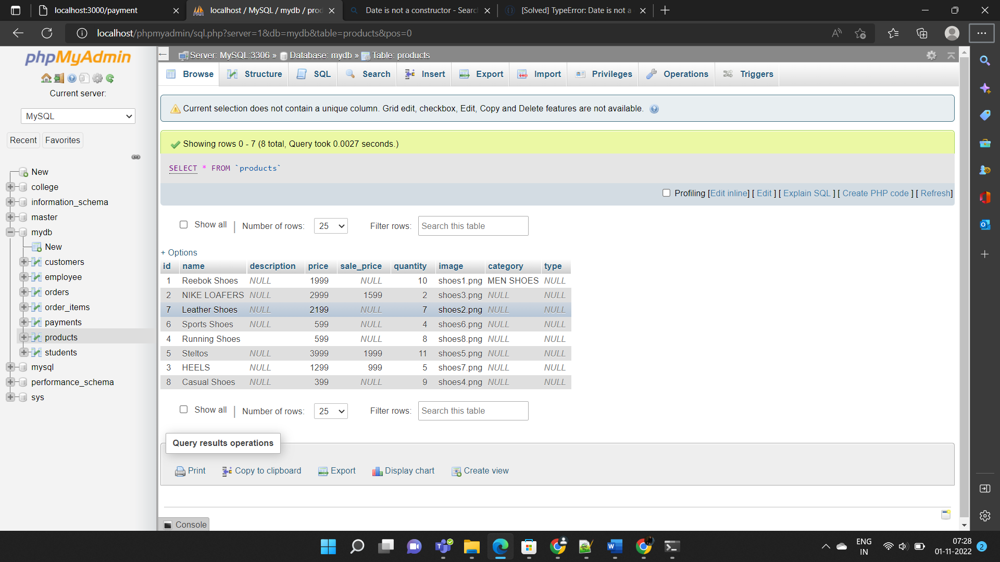 localhost:3000/payment
localhost / MySQL / mydb / prod
Date is not a constructor - Searc
[Solved] TypeError: Date is not a
localhost/phpmyadmin/sql.php?server=1&db=mydb&table=products&pos=0
phpMyAdmin
Current server:
MySQL
Recent Favorites
New
college
information_schema
master
mydb
New
customers
employee
orders
order_items
payments
products
students
mysql
performance_schema
sys
Server: MySQL:3306 » Database: mydb » Table: products
Browse Structure SQL Search Insert Export Import Privileges Operations Triggers
Current selection does not contain a unique column. Grid edit, checkbox, Edit, Copy and Delete features are not available.
Showing rows 0 - 7 (8 total, Query took 0.0027 seconds.)
SELECT * FROM `products`
Profiling [Edit inline] [ Edit ] [ Explain SQL ] [ Create PHP code ] [ Refresh]
Show all | Number of rows: 25 Filter rows: Search this table
+ Options
id name description price sale_price quantity image category type
1 Reebok Shoes NULL 1999 NULL 10 shoes1.png MEN SHOES NULL
2 NIKE LOAFERS NULL 2999 1599 2 shoes3.png NULL NULL
7 Leather Shoes NULL 2199 NULL 7 shoes2.png NULL NULL
6 Sports Shoes NULL 599 NULL 4 shoes6.png NULL NULL
4 Running Shoes 599 NULL 8 shoes8.png NULL NULL
5 Steltos NULL 3999 1999 11 shoes5.png NULL NULL
3 HEELS NULL 1299 999 5 shoes7.png NULL NULL
8 Casual Shoes NULL 399 NULL 9 shoes4.png NULL NULL
Show all | Number of rows: 25 Filter rows: Search this table
Query results operations
Print Copy to clipboard Export Display chart Create view
Console
ENG
IN
07:28
01-11-2022
2